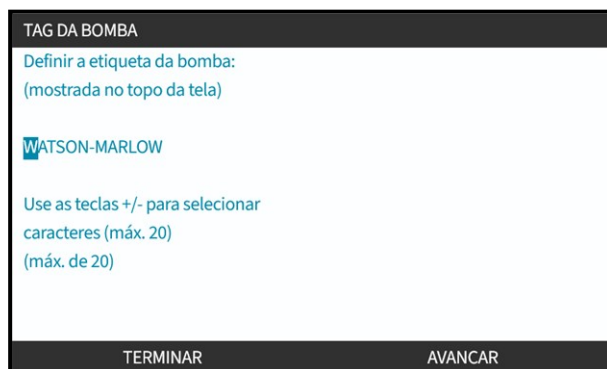 TAG DA BOMBA
Definir a etiqueta da bomba:
(mostrada no topo da tela)
WATSON-MARLOW
Use as teclas +/- para selecionar
caracteres (máx. 20)
(máx. de 20)
TERMINAR AVANCAR